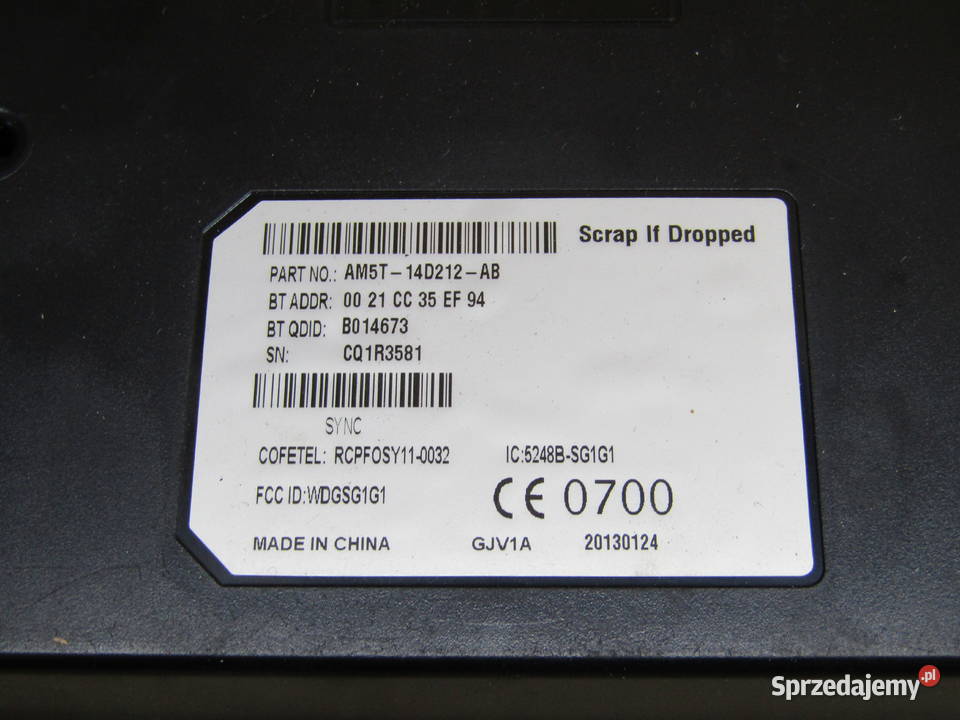 Scrap If Dropped
PART NO.: AM5T-14D212-AB
BT ADDR: 00 21 CC 35 EF 94
BT QDID: B014673
SN: CQ1R3581
SYNC
COFETEL: RCPFOSY11-0032 IC:5248B-SG1G1
FCC ID:WDGSG1G1 CE 0700
MADE IN CHINA GJV1A 20130124
Sprzedajemy.pl